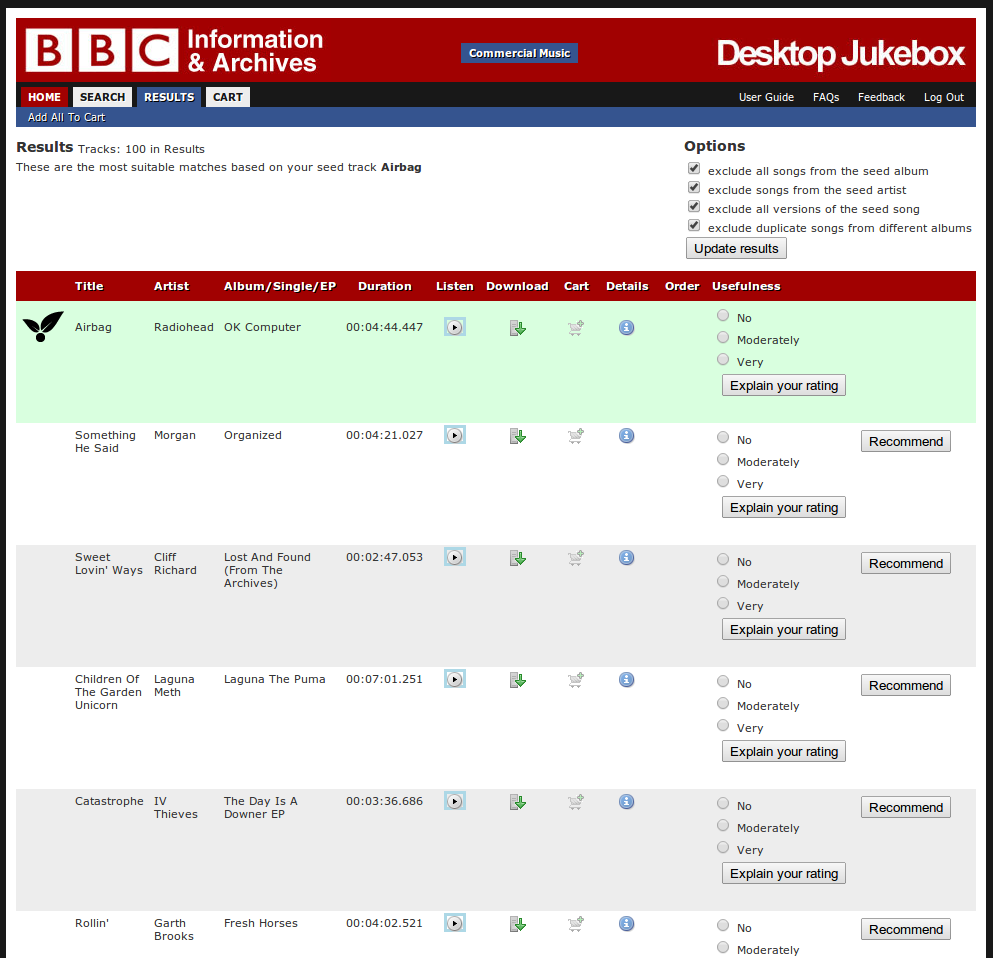 BBC Information & Archives
Commercial Music
Desktop Jukebox
HOME SEARCH RESULTS CART
User Guide FAQs Feedback Log Out
Add All To Cart
Results Tracks: 100 in Results
These are the most suitable matches based on your seed track Airbag
Options
exclude all songs from the seed album
exclude songs from the seed artist
exclude all versions of the seed song
exclude duplicate songs from different albums
Update results
Title Artist Album/Single/EP Duration Listen Download Cart Details Order Usefulness
Airbag Radiohead OK Computer 00:04:44.447
No
Moderately
Very
Explain your rating
Something He Said Morgan Organized 00:04:21.027
No
Moderately
Very
Explain your rating
Recommend
Sweet Lovin' Ways Cliff Richard Lost And Found (From The Archives) 00:02:47.053
No
Moderately
Very
Explain your rating
Recommend
Children Of The Garden Unicorn Laguna Meth Laguna The Puma 00:07:01.251
No
Moderately
Very
Explain your rating
Recommend
Catastrophe IV Thieves The Day Is A Downer EP 00:03:36.686
No
Moderately
Very
Explain your rating
Recommend
Rollin' Garth Brooks Fresh Horses 00:04:02.521
No
Moderately
Recommend